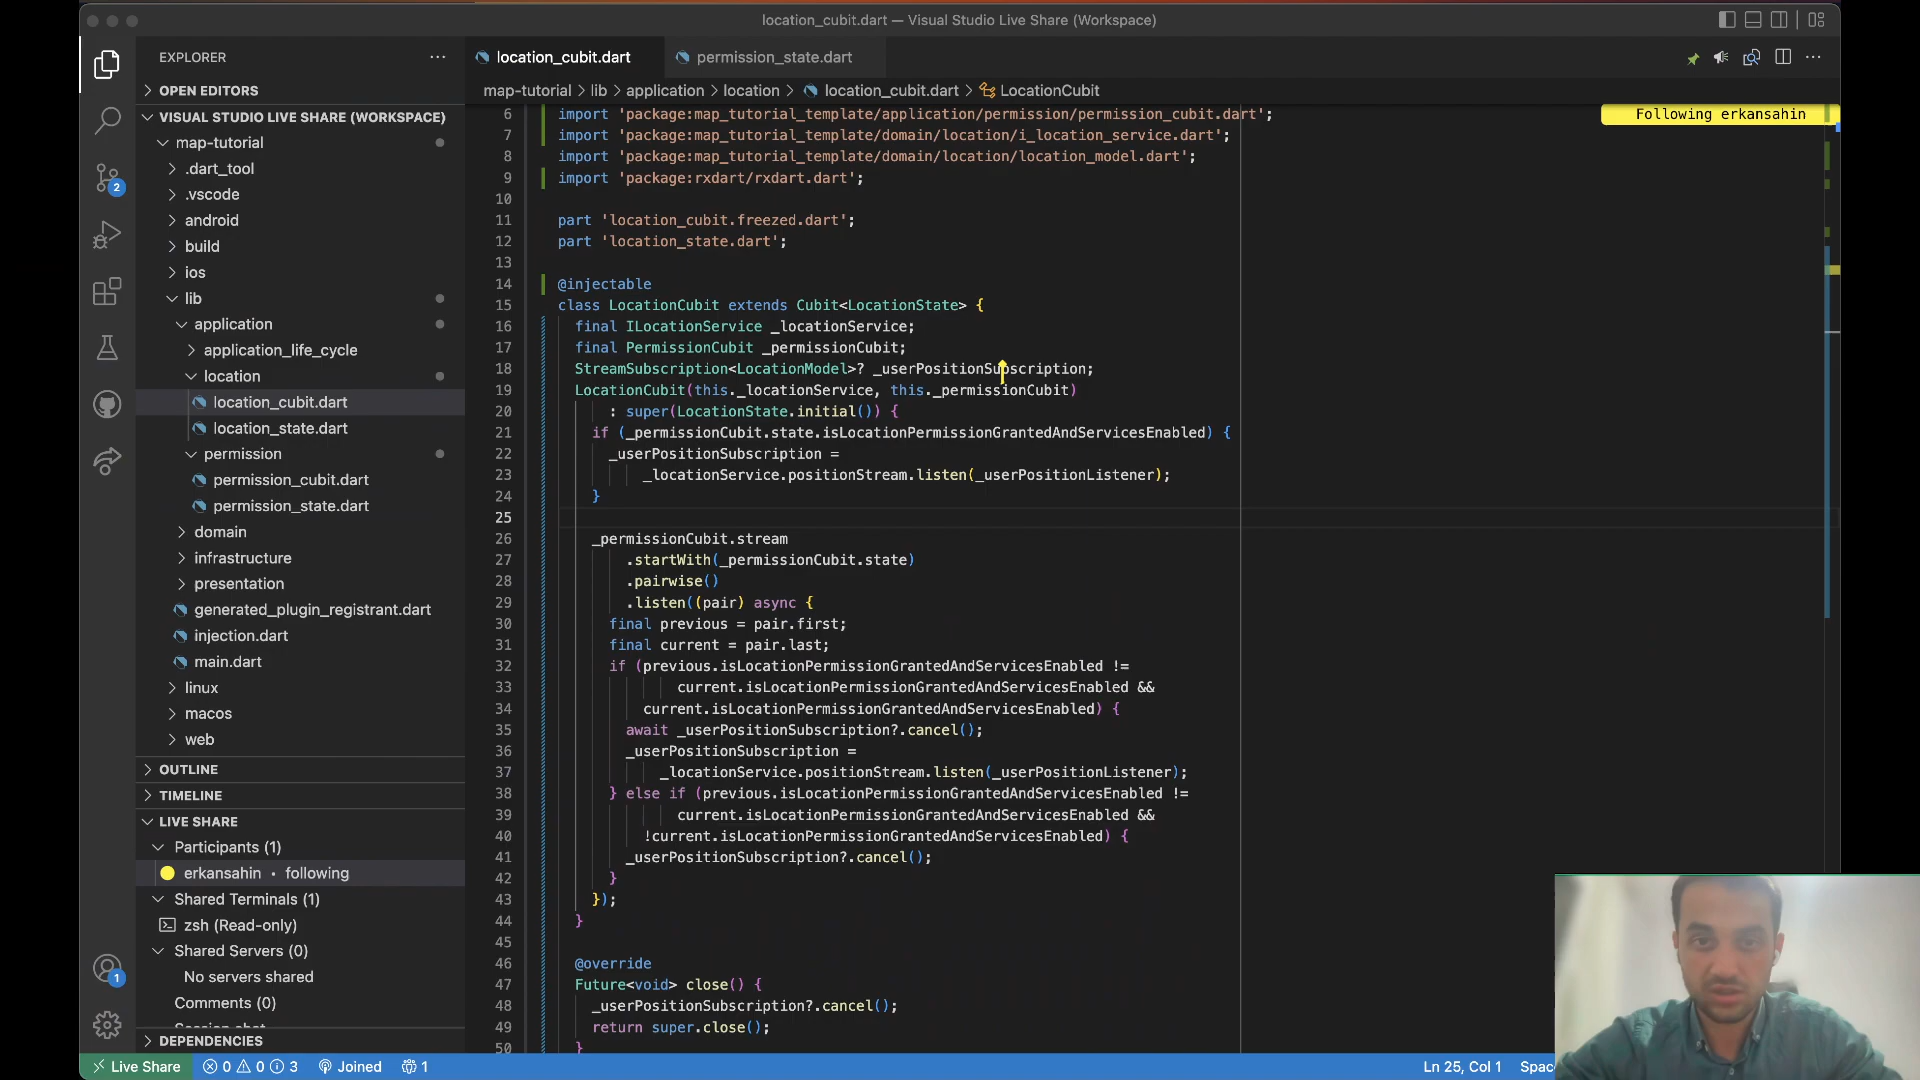 location_cubit.dart — Visual Studio Live Share (Workspace)
EXPLORER
OPEN EDITORS
VISUAL STUDIO LIVE SHARE (WORKSPACE)
map-tutorial
.dart_tool
.vscode
android
build
ios
lib
application
application_life_cycle
location
location_cubit.dart
location_state.dart
permission
permission_cubit.dart
permission_state.dart
domain
infrastructure
presentation
generated_plugin_registrant.dart
injection.dart
main.dart
linux
macos
web
OUTLINE
TIMELINE
LIVE SHARE
Participants (1)
erkansahin • following
Shared Terminals (1)
zsh (Read-only)
Shared Servers (0)
No servers shared
Comments (0)
DEPENDENCIES
2
1
location_cubit.dart
permission_state.dart
map-tutorial > lib > application > location > location_cubit.dart > LocationCubit
Following erkansahin
6 import 'package:map_tutorial_template/application/permission/permission_cubit.dart';
7 import 'package:map_tutorial_template/domain/location/i_location_service.dart';
8 import 'package:map_tutorial_template/domain/location/location_model.dart';
9 import 'package:rxdart/rxdart.dart';
10
11 part 'location_cubit.freezed.dart';
12 part 'location_state.dart';
13
14 @injectable
15 class LocationCubit extends Cubit<LocationState> {
16 final ILocationService _locationService;
17 final PermissionCubit _permissionCubit;
18 StreamSubscription<LocationModel>? _userPositionSubscription;
19 LocationCubit(this._locationService, this._permissionCubit)
20 : super(LocationState.initial()) {
21 if (_permissionCubit.state.isLocationPermissionGrantedAndServicesEnabled) {
22 _userPositionSubscription =
23 _locationService.positionStream.listen(_userPositionListener);
24 }
25
26 _permissionCubit.stream
27 .startWith(_permissionCubit.state)
28 .pairwise()
29 .listen((pair) async {
30 final previous = pair.first;
31 final current = pair.last;
32 if (previous.isLocationPermissionGrantedAndServicesEnabled !=
33 current.isLocationPermissionGrantedAndServicesEnabled &&
34 current.isLocationPermissionGrantedAndServicesEnabled) {
35 await _userPositionSubscription?.cancel();
36 _userPositionSubscription =
37 _locationService.positionStream.listen(_userPositionListener);
38 } else if (previous.isLocationPermissionGrantedAndServicesEnabled !=
39 current.isLocationPermissionGrantedAndServicesEnabled &&
40 !current.isLocationPermissionGrantedAndServicesEnabled) {
41 _userPositionSubscription?.cancel();
42 }
43 });
44 }
45
46 @override
47 Future<void> close() {
48 _userPositionSubscription?.cancel();
49 return super.close();
50 }
Live Share 0 0 3 Joined 1
Ln 25, Col 1